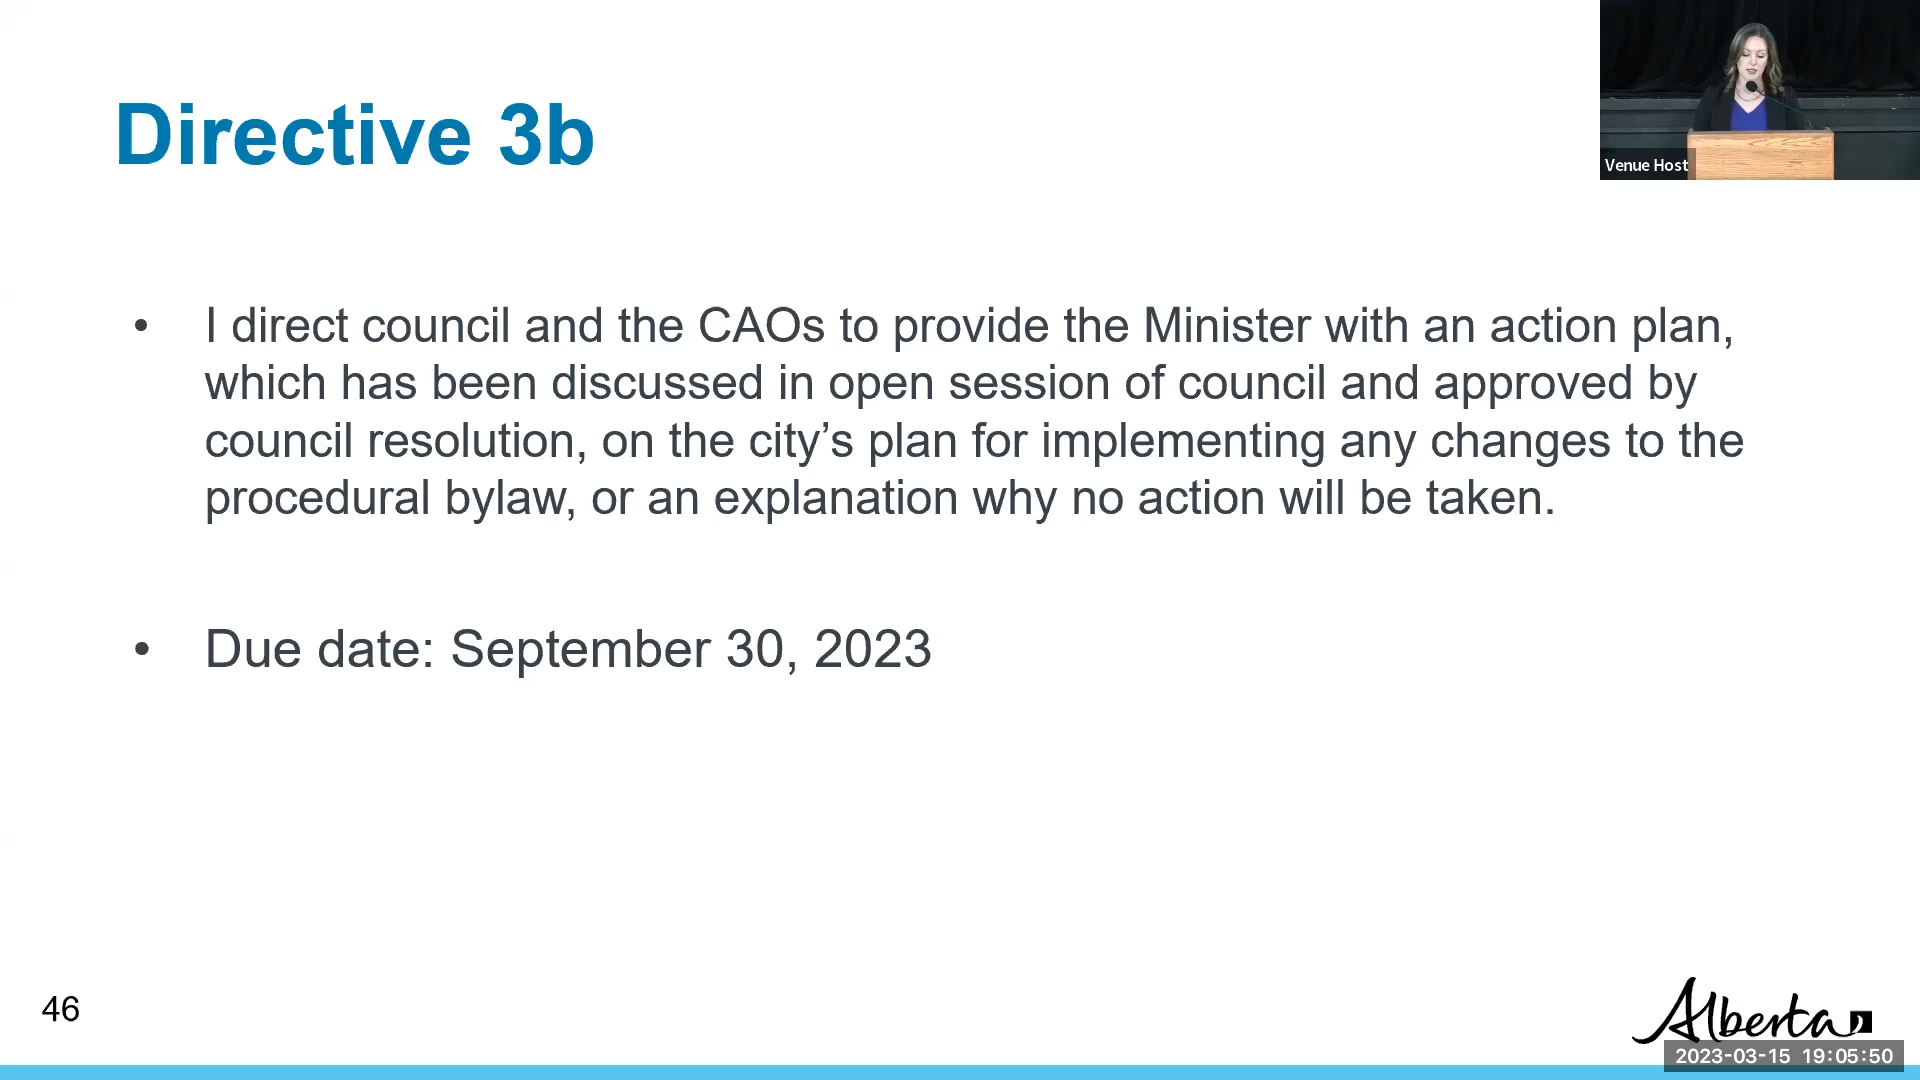 Directive 3b
Venue Host
• I direct council and the CAOs to provide the Minister with an action plan,
which has been discussed in open session of council and approved by
council resolution, on the city’s plan for implementing any changes to the
procedural bylaw, or an explanation why no action will be taken.
• Due date: September 30, 2023
46
Alberta
2023-03-15 19:05:50